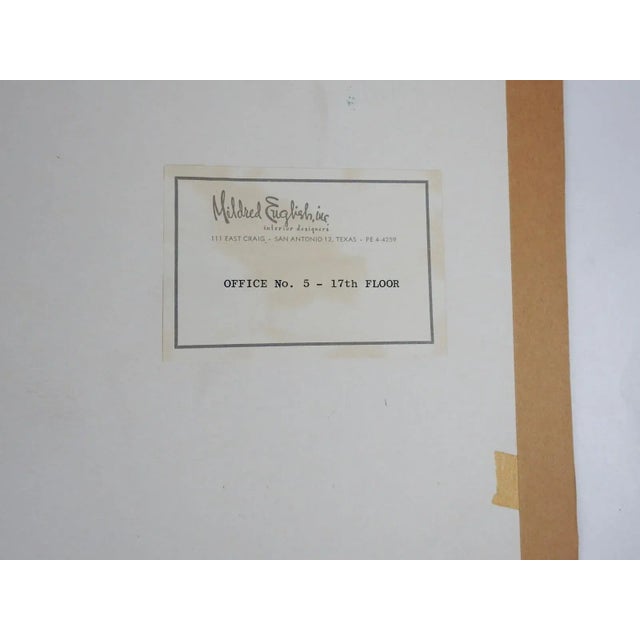 Mildred English, inc.
interior designers
111 EAST CRAIG • SAN ANTONIO 12, TEXAS • PE 4-4259
OFFICE No. 5 - 17th FLOOR